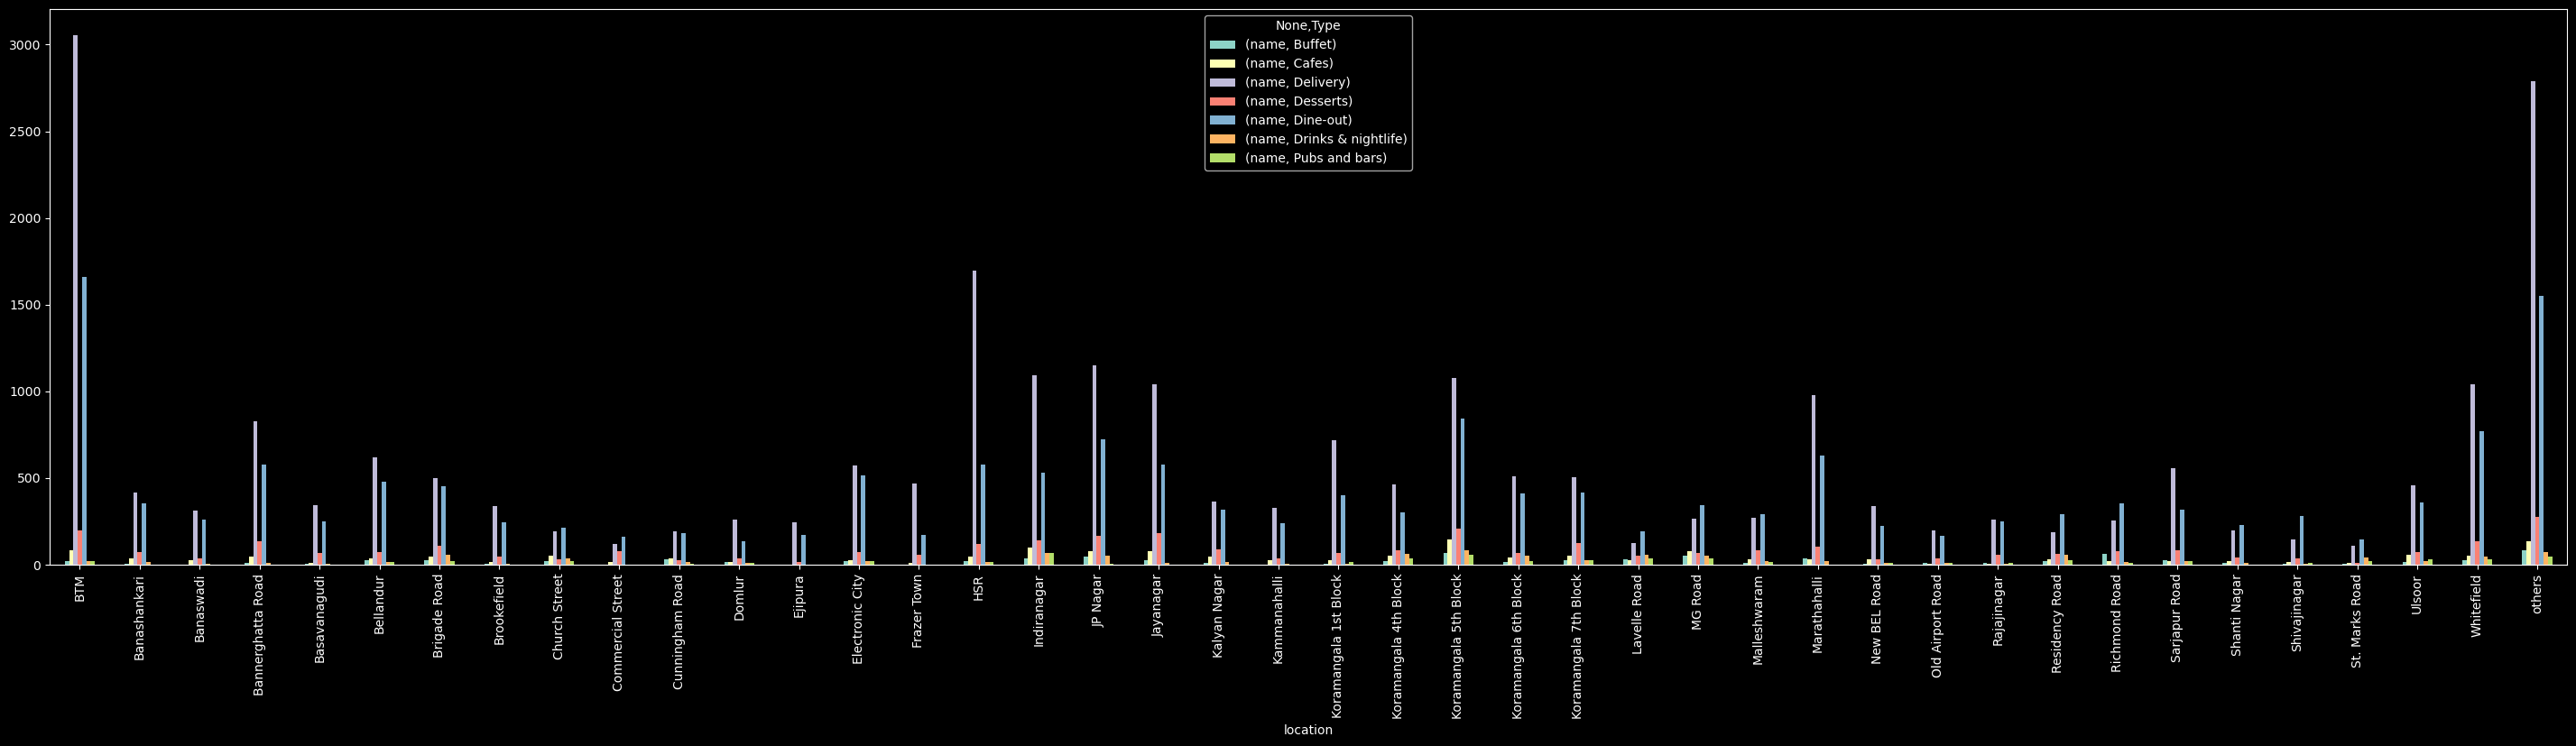 None,Type
(name, Buffet)
(name, Cafes)
(name, Delivery)
(name, Desserts)
(name, Dine-out)
(name, Drinks & nightlife)
(name, Pubs and bars)
3000
2500
2000
1500
1000
500
0
BTM
Banashankari
Banaswadi
Bannerghatta Road
Basavanagudi
Bellandur
Brigade Road
Brookefield
Church Street
Commercial Street
Cunningham Road
Domlur
Ejipura
Electronic City
Frazer Town
HSR
Indiranagar
JP Nagar
Jayanagar
Kalyan Nagar
Kammanahalli
Koramangala 1st Block
Koramangala 4th Block
Koramangala 5th Block
Koramangala 6th Block
Koramangala 7th Block
Lavelle Road
MG Road
Malleshwaram
Marathahalli
New BEL Road
Old Airport Road
Rajajinagar
Residency Road
Richmond Road
Sarjapur Road
Shanti Nagar
Shivajinagar
St. Marks Road
Ulsoor
Whitefield
others
location